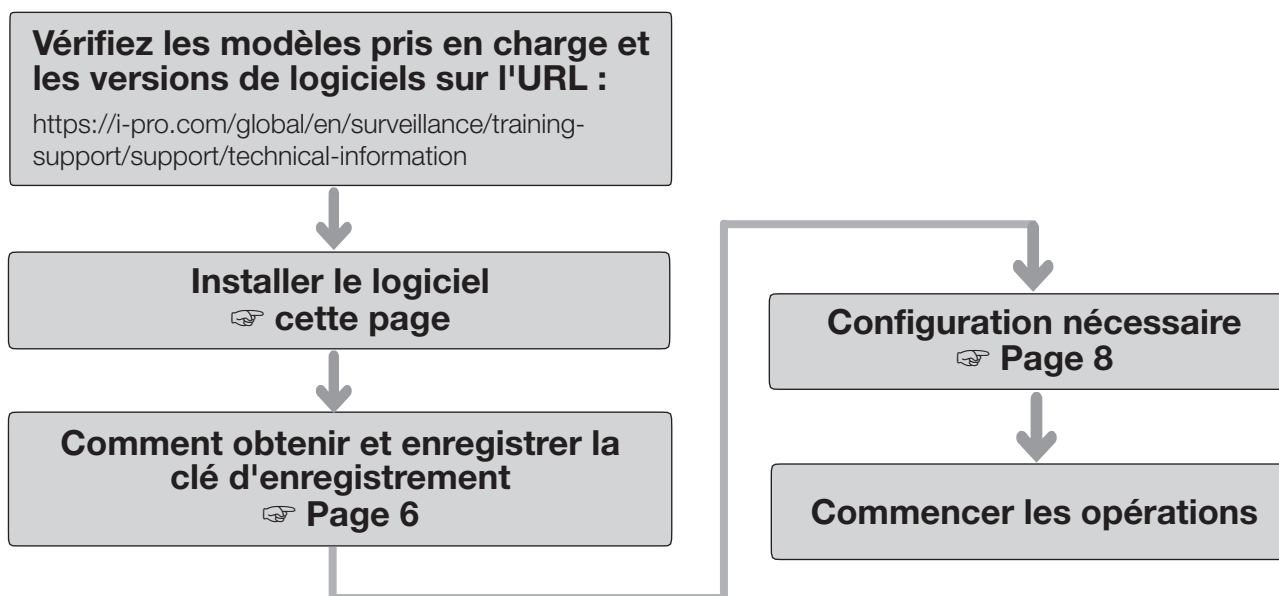 Vérifiez les modèles pris en charge et
les versions de logiciels sur l'URL :
https://i-pro.com/global/en/surveillance/training-
support/support/technical-information
Installer le logiciel
☞ cette page
Comment obtenir et enregistrer la
clé d'enregistrement
☞ Page 6
Configuration nécessaire
☞ Page 8
Commencer les opérations